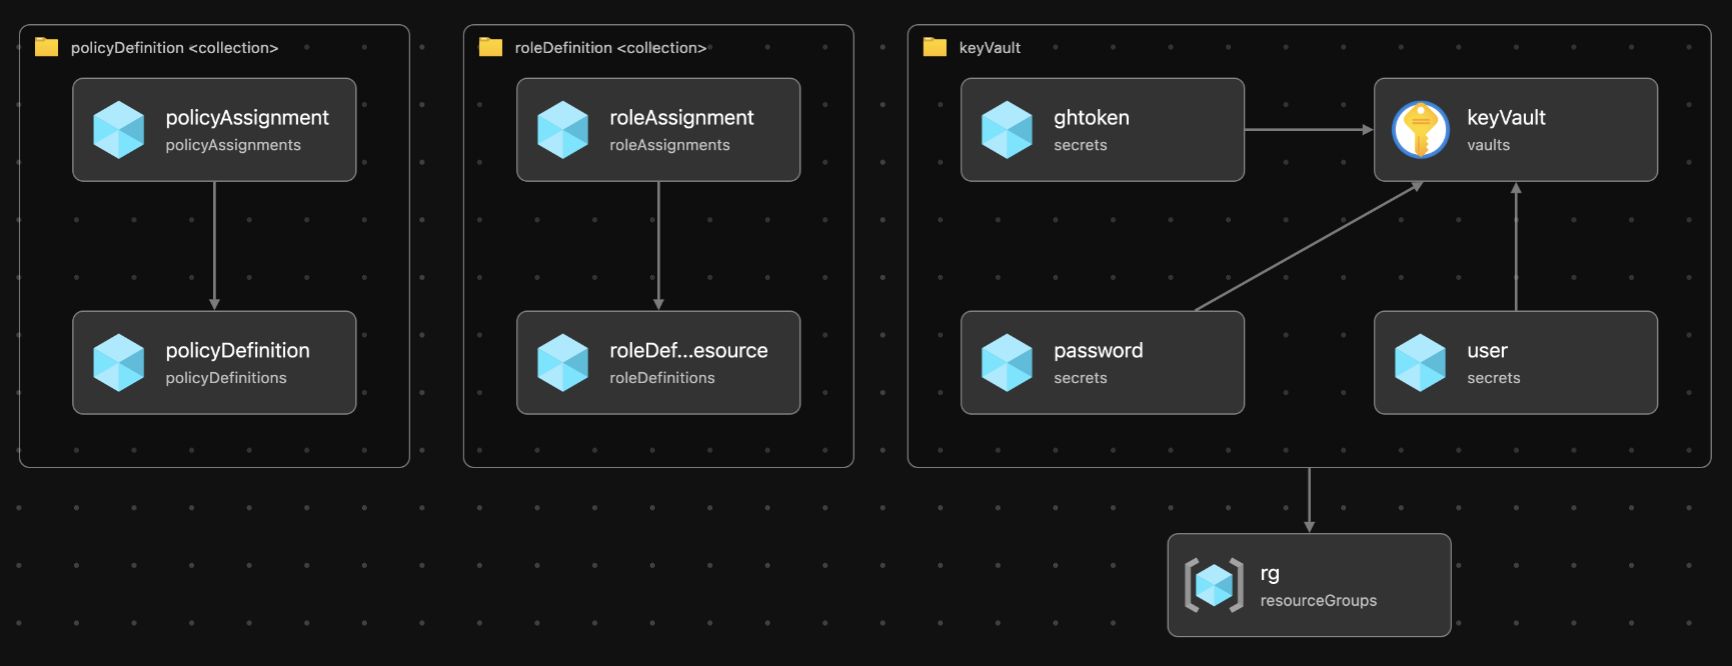 policyDefinition <collection>
policyAssignment
policyAssignments
policyDefinition
policyDefinitions
roleDefinition <collection>
roleAssignment
roleAssignments
roleDef...esource
roleDefinitions
keyVault
ghtoken
secrets
keyVault
vaults
password
secrets
user
secrets
rg
resourceGroups